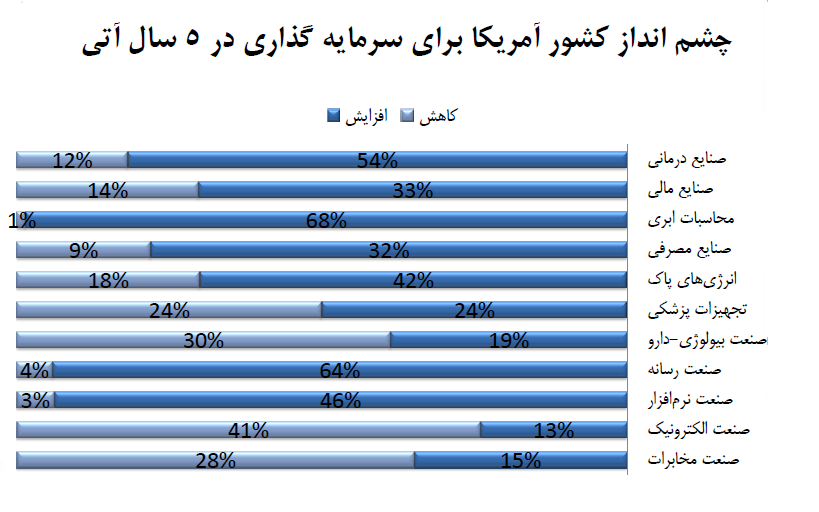 چشم انداز کشور آمریکا برای سرمایه گذاری در ۵ سال آتی
افزایش کاهش
صنایع درمانی 54% 12%
صنایع مالی 33% 14%
محاسبات ابری 68% 1%
صنایع مصرفی 32% 9%
انرژی‌های پاک 42% 18%
تجهیزات پزشکی 24% 24%
صنعت بیولوژی-دارو 19% 30%
صنعت رسانه 64% 4%
صنعت نرم‌افزار 46% 3%
صنعت الکترونیک 13% 41%
صنعت مخابرات 15% 28%